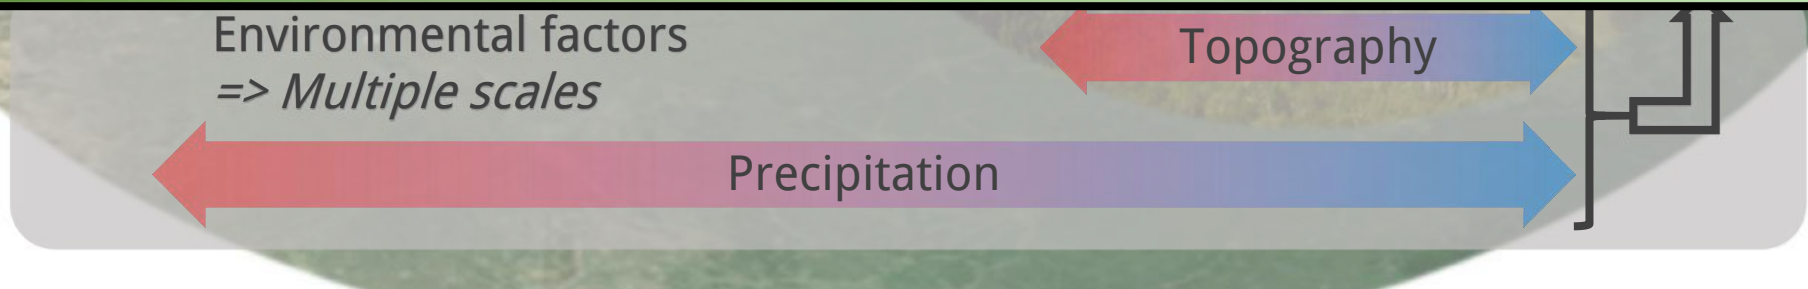 Environmental factors
=> Multiple scales
Topography
Precipitation